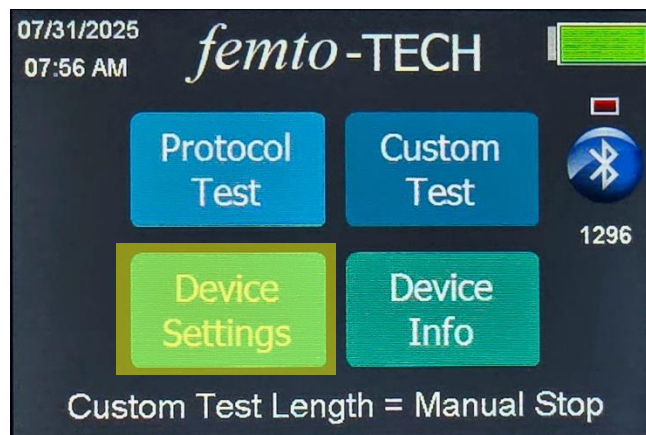 07/31/2025
07:56 AM
femto-TECH
Protocol
Test
Custom
Test
1296
Device
Settings
Device
Info
Custom Test Length = Manual Stop